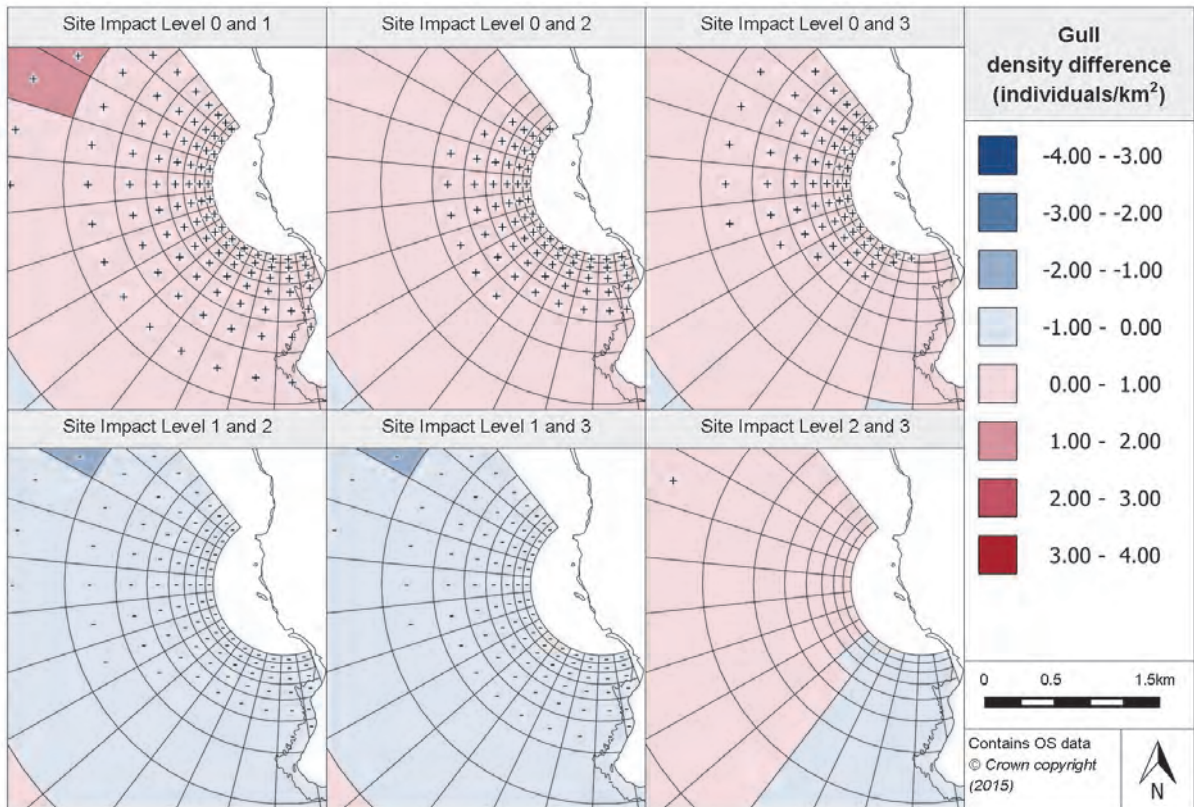 Site Impact Level 0 and 1
Site Impact Level 0 and 2
Site Impact Level 0 and 3
Site Impact Level 1 and 2
Site Impact Level 1 and 3
Site Impact Level 2 and 3
Gull
density difference
(individuals/km²)
-4.00 - -3.00
-3.00 - -2.00
-2.00 - -1.00
-1.00 - 0.00
0.00 - 1.00
1.00 - 2.00
2.00 - 3.00
3.00 - 4.00
0 0.5 1.5km
Contains OS data
© Crown copyright
(2015)
N